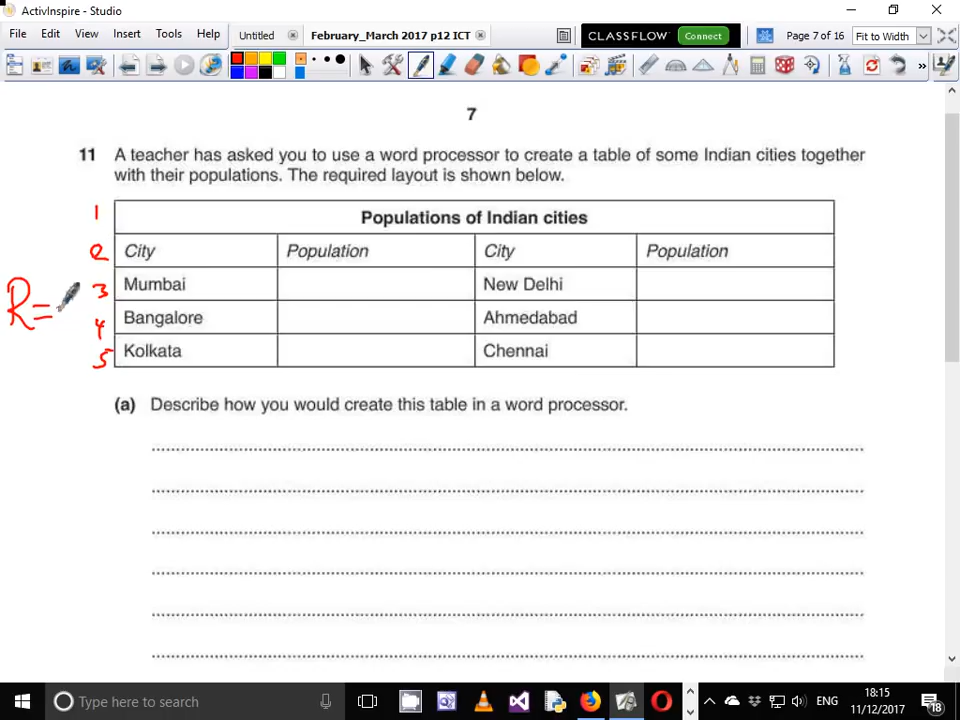 ActivInspire - Studio
File Edit View Insert Tools Help Untitled February_March 2017 p12 ICT CLASSFLOW Connect Page 7 of 16 Fit to Width
7
11 A teacher has asked you to use a word processor to create a table of some Indian cities together
with their populations. The required layout is shown below.
1 Populations of Indian cities
2 City Population City Population
3 Mumbai New Delhi
R=
4 Bangalore Ahmedabad
5 Kolkata Chennai
(a) Describe how you would create this table in a word processor.
Type here to search ENG 18:15
11/12/2017 18